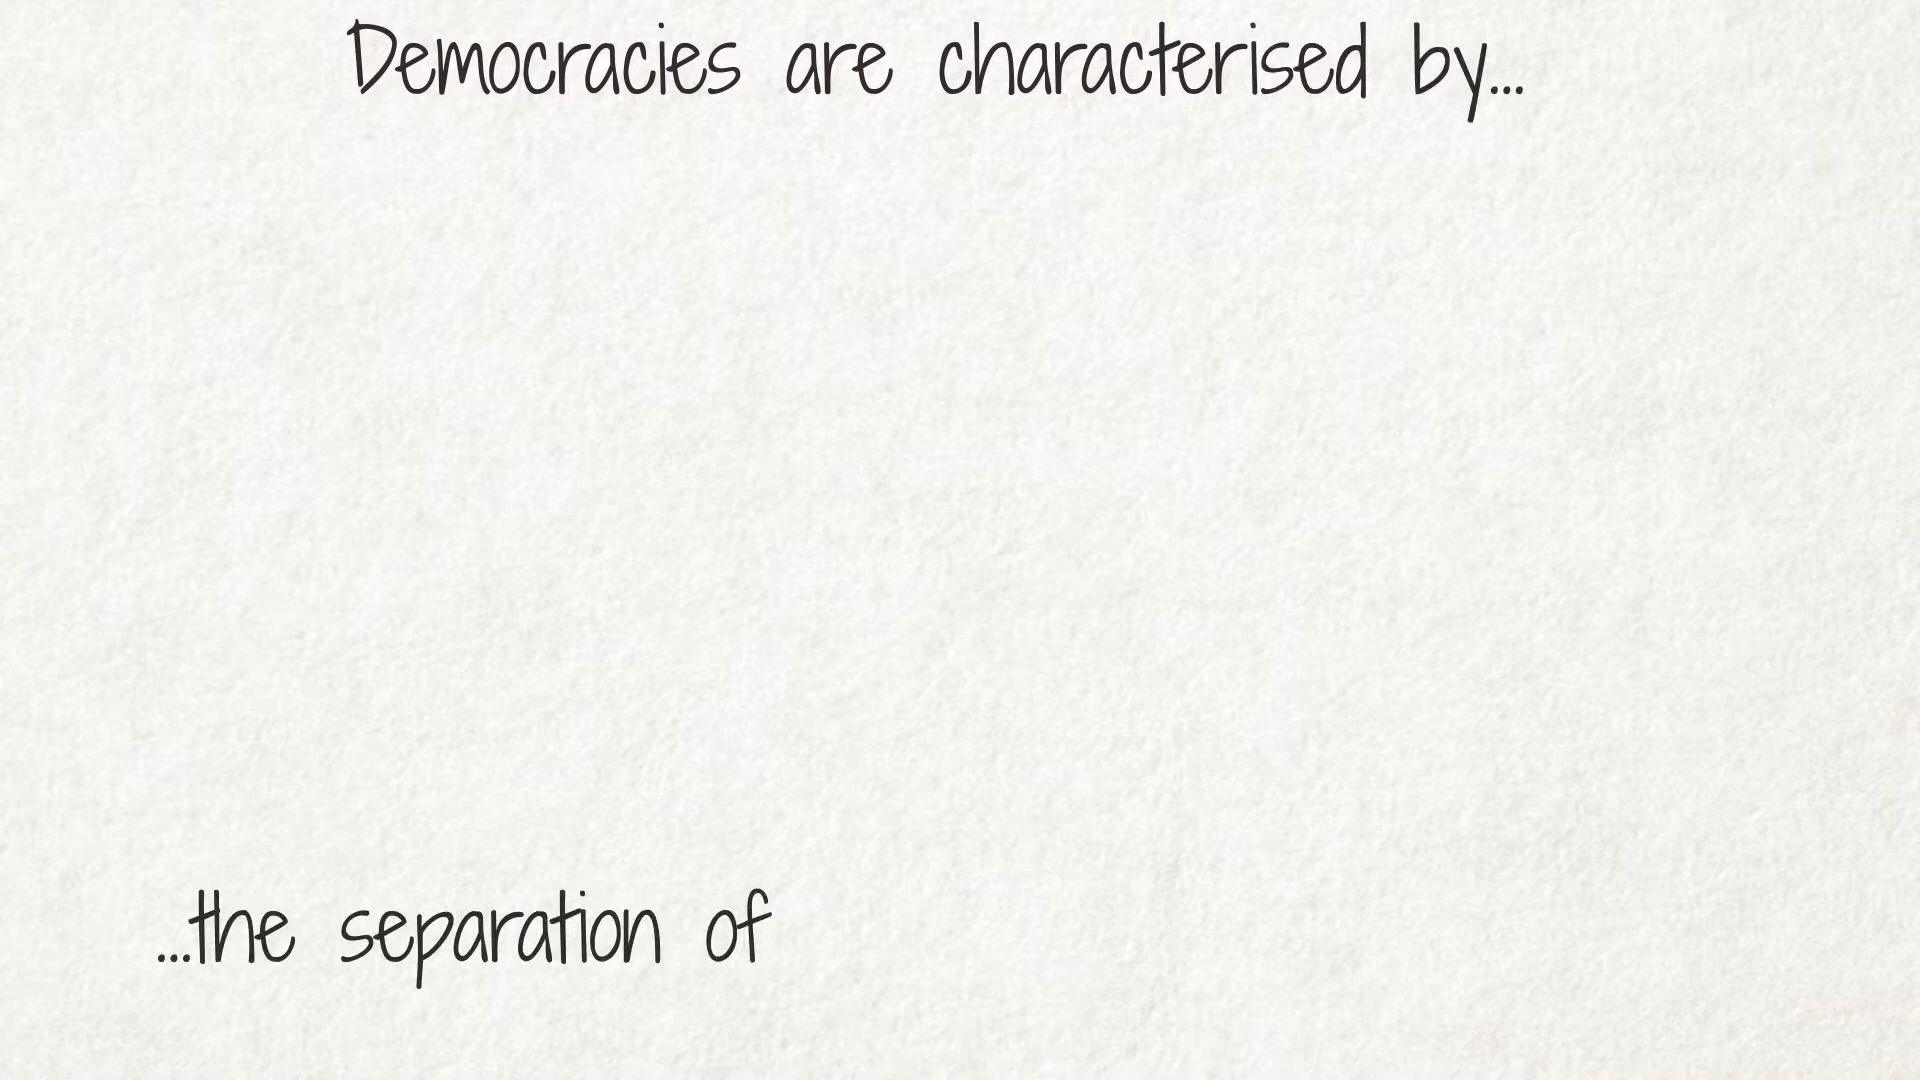 Democracies are characterised by...
...the separation of